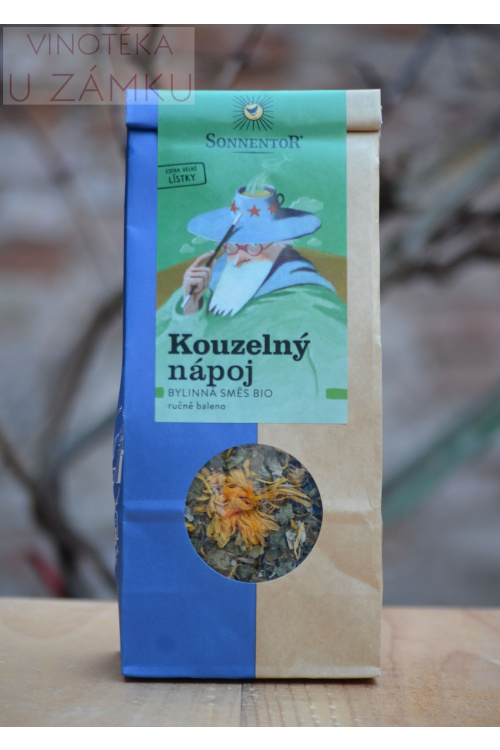 VINOTÉKA
U ZÁMKU
SONNENTOR®
EXTRA VELKÉ
LÍSTKY
Kouzelný
nápoj
BYLINNÁ SMĚS BIO
ručně baleno